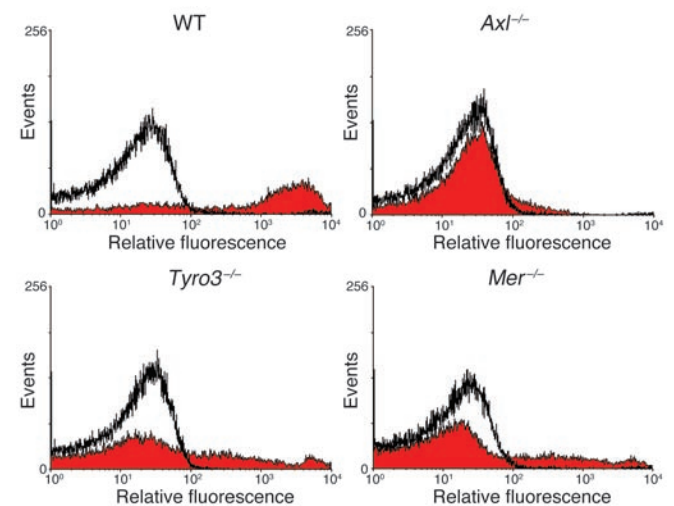 WT
256
Events
0
10⁰ 10¹ 10² 10³ 10⁴
Relative fluorescence
Axl⁻/⁻
256
Events
0
10⁰ 10¹ 10² 10³ 10⁴
Relative fluorescence
Tyro3⁻/⁻
256
Events
0
10⁰ 10¹ 10² 10³ 10⁴
Relative fluorescence
Mer⁻/⁻
256
Events
0
10⁰ 10¹ 10² 10³ 10⁴
Relative fluorescence